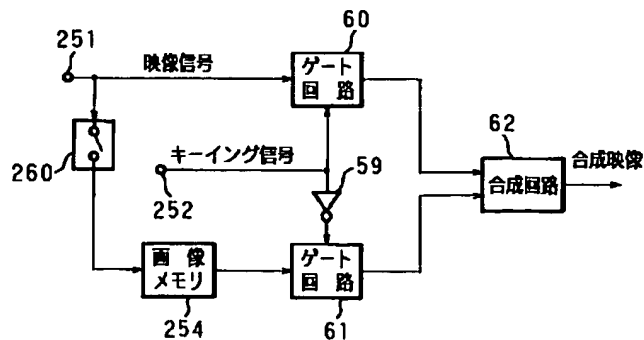 60
251
映像信号
ゲート
回 路
62
合成映像
260
キーイング信号
59
合成回路
252
画 像
メモリ
ゲート
回 路
254
61